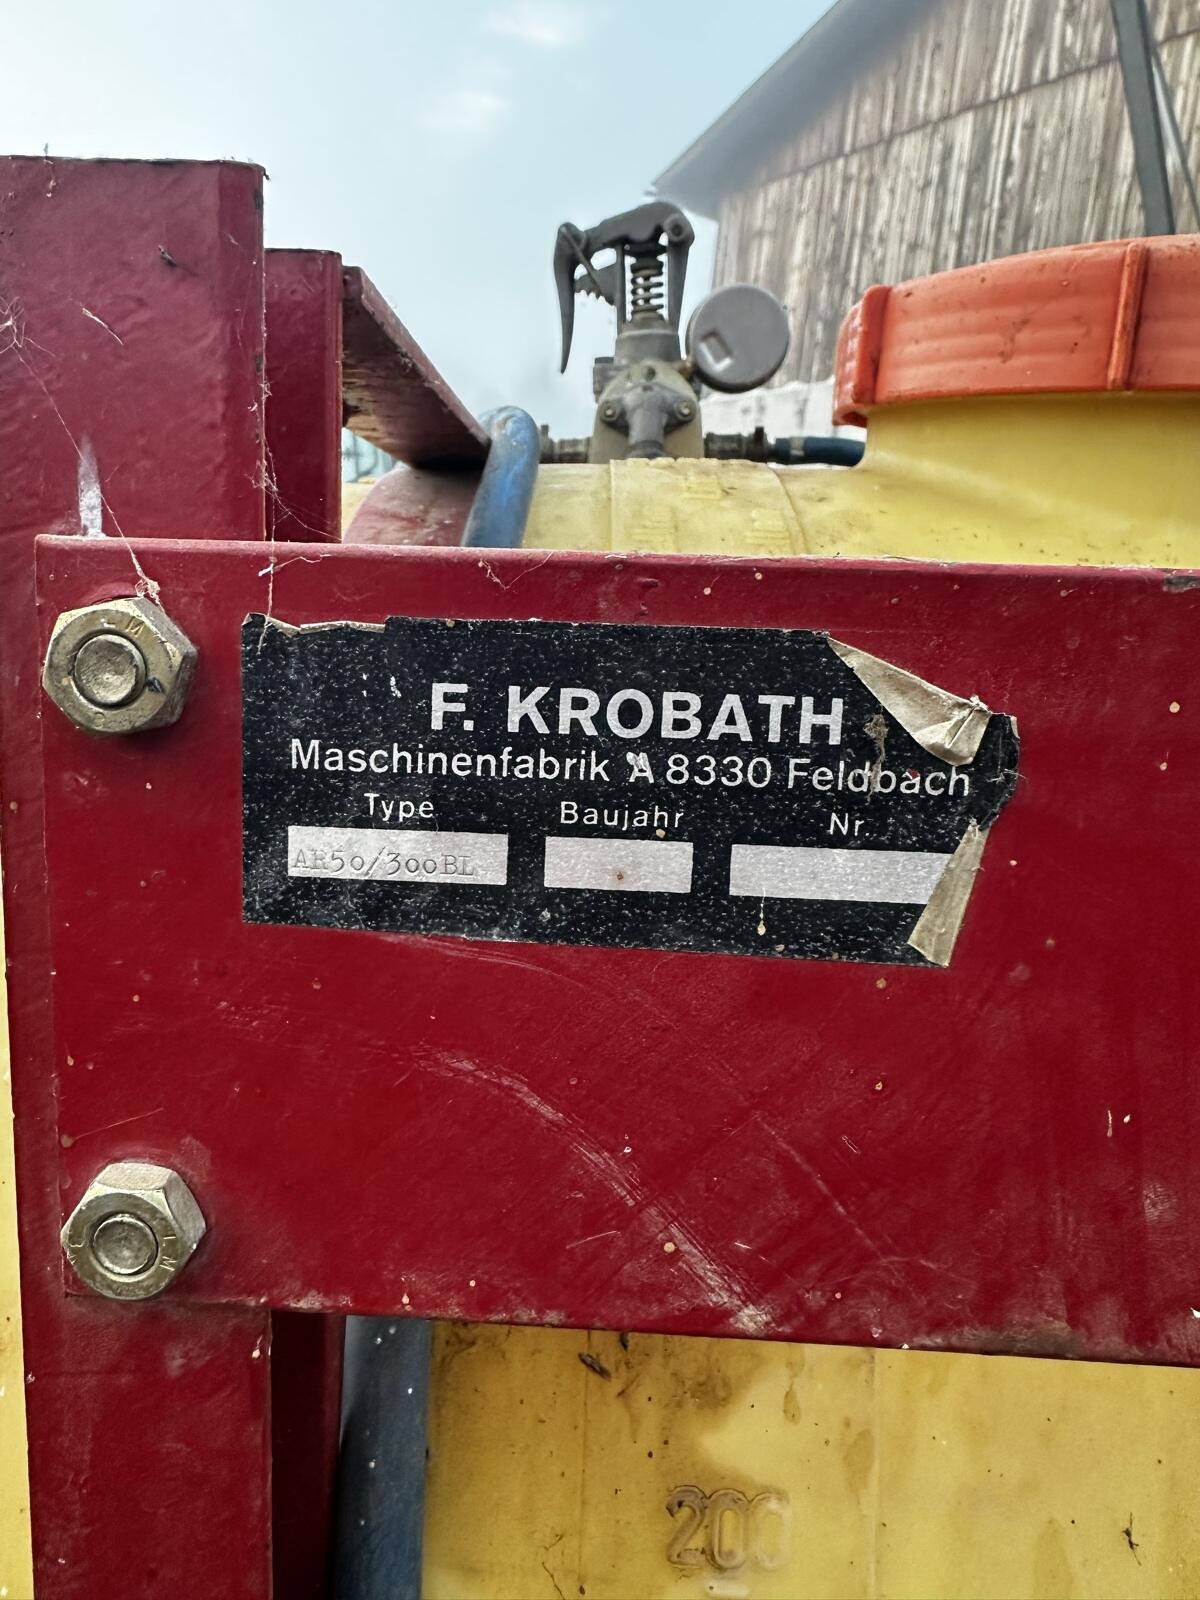 F. KROBATH
Maschinenfabrik A 8330 Feldbach
Type Baujahr Nr
AR50/300BL
200